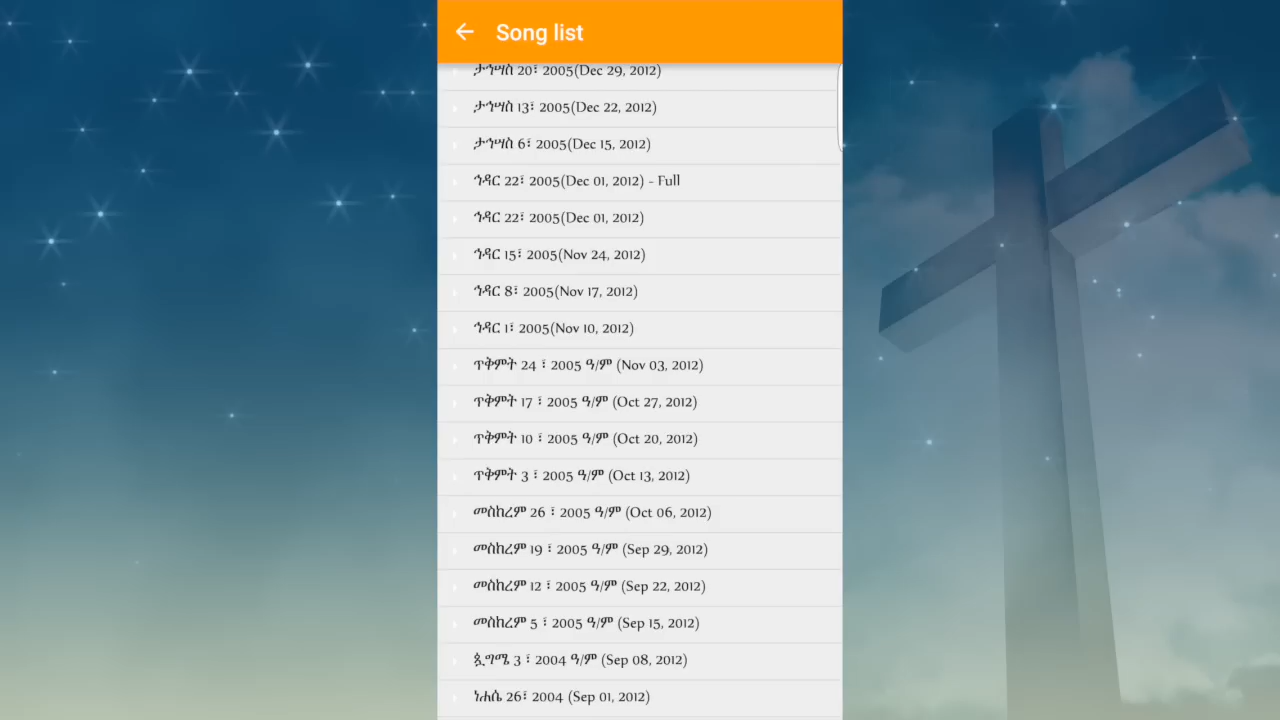 Song list
ታኅሣስ 20፣ 2005(Dec 29, 2012)
ታኅሣስ 13፣ 2005(Dec 22, 2012)
ታኅሣስ 6፣ 2005(Dec 15, 2012)
ኅዳር 22፣ 2005(Dec 01, 2012) - Full
ኅዳር 22፣ 2005(Dec 01, 2012)
ኅዳር 15፣ 2005(Nov 24, 2012)
ኅዳር 8፣ 2005(Nov 17, 2012)
ኅዳር 1፣ 2005(Nov 10, 2012)
ጥቅምት 24 ፣ 2005 ዓ/ም (Nov 03, 2012)
ጥቅምት 17 ፣ 2005 ዓ/ም (Oct 27, 2012)
ጥቅምት 10 ፣ 2005 ዓ/ም (Oct 20, 2012)
ጥቅምት 3 ፣ 2005 ዓ/ም (Oct 13, 2012)
መስከረም 26 ፣ 2005 ዓ/ም (Oct 06, 2012)
መስከረም 19 ፣ 2005 ዓ/ም (Sep 29, 2012)
መስከረም 12 ፣ 2005 ዓ/ም (Sep 22, 2012)
መስከረም 5 ፣ 2005 ዓ/ም (Sep 15, 2012)
ጷግሜ 3 ፣ 2004 ዓ/ም (Sep 08, 2012)
ነሐሴ 26፣ 2004 (Sep 01, 2012)